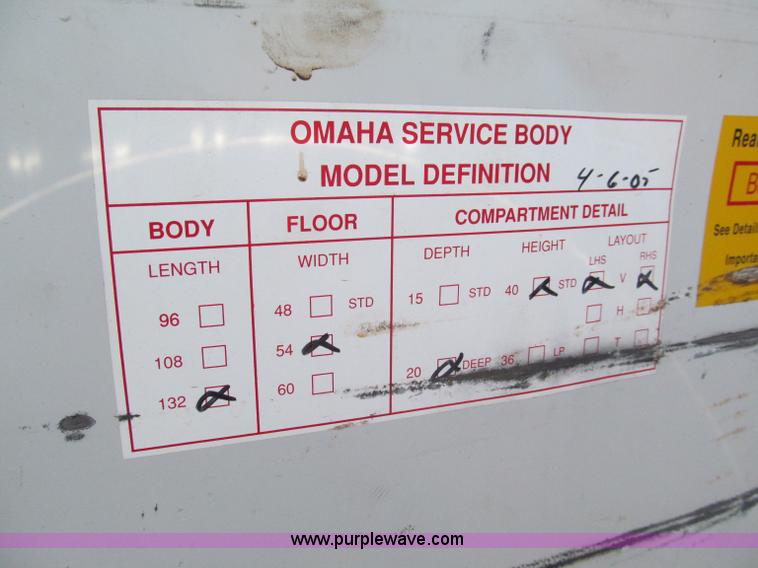 OMAHA SERVICE BODY
MODEL DEFINITION 4-6-05
BODY FLOOR COMPARTMENT DETAIL
LENGTH WIDTH DEPTH HEIGHT LAYOUT
LHS RHS
96 48 STD 15 STD 40 STD V
H
108 54 20 DEEP 36 LP T
132 60
Rea
B
See Detail
Importa
www.purplewave.com